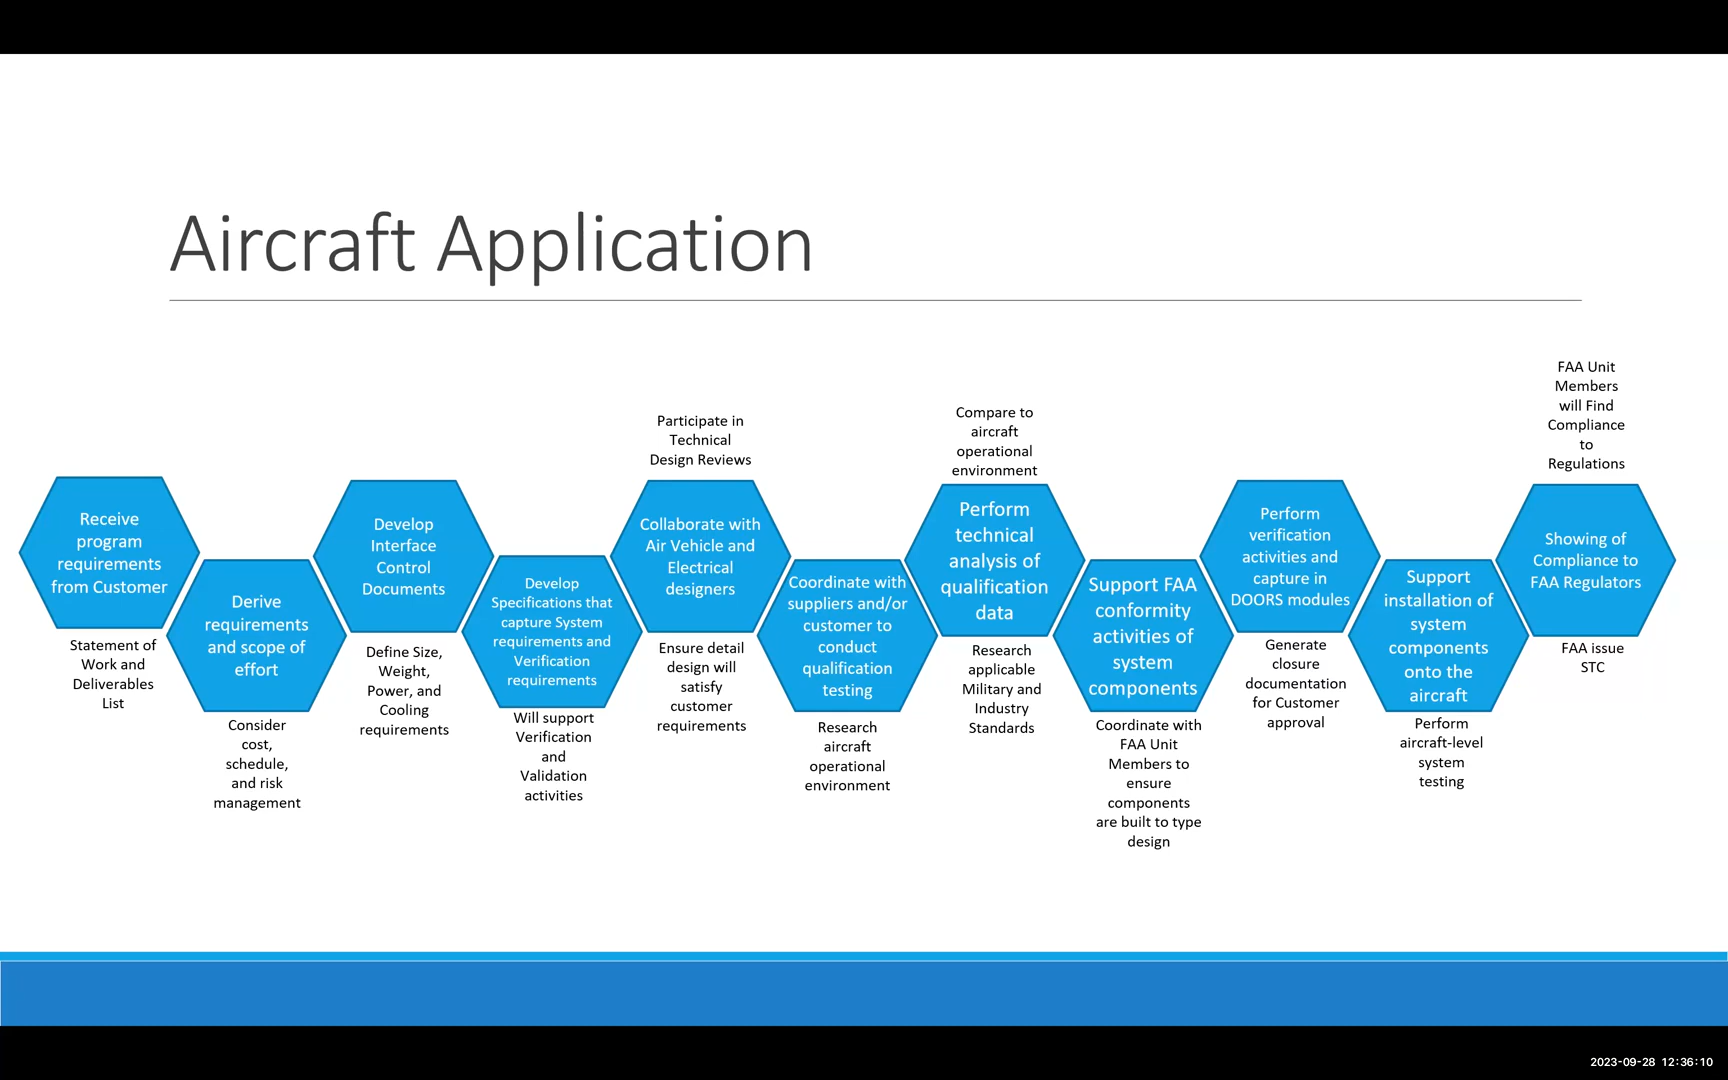 Aircraft Application
Receive
program
requirements
from Customer
Statement of
Work and
Deliverables
List
Derive
requirements
and scope of
effort
Consider
cost,
schedule,
and risk
management
Develop
Interface
Control
Documents
Define Size,
Weight,
Power, and
Cooling
requirements
Develop
Specifications that
capture System
requirements and
Verification
requirements
Will support
Verification
and
Validation
activities
Participate in
Technical
Design Reviews
Collaborate with
Air Vehicle and
Electrical
designers
Ensure detail
design will
satisfy
customer
requirements
Coordinate with
suppliers and/or
customer to
conduct
qualification
testing
Research
aircraft
operational
environment
Compare to
aircraft
operational
environment
Perform
technical
analysis of
qualification
data
Research
applicable
Military and
Industry
Standards
Support FAA
conformity
activities of
system
components
Coordinate with
FAA Unit
Members to
ensure
components
are built to type
design
Perform
verification
activities and
capture in
DOORS modules
Generate
closure
documentation
for Customer
approval
Support
installation of
system
components
onto the
aircraft
Perform
aircraft-level
system
testing
FAA Unit
Members
will Find
Compliance
to
Regulations
Showing of
Compliance to
FAA Regulators
FAA issue
STC
2023-09-28 12:36:10